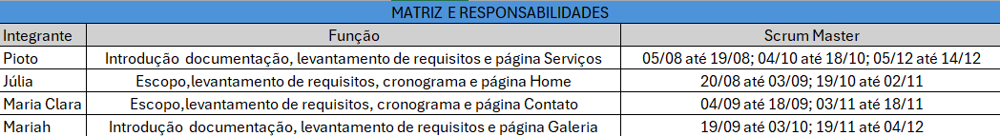 MATRIZ E RESPONSABILIDADES
Integrante Função Scrum Master
Pioto Introdução documentação, levantamento de requisitos e página Serviços 05/08 até 19/08; 04/10 até 18/10; 05/12 até 14/12
Júlia Escopo,levantamento de requisitos, cronograma e página Home 20/08 até 03/09; 19/10 até 02/11
Maria Clara Escopo,levantamento de requisitos, cronograma e página Contato 04/09 até 18/09; 03/11 até 18/11
Mariah Introdução documentação, levantamento de requisitos e página Galeria 19/09 até 03/10; 19/11 até 04/12